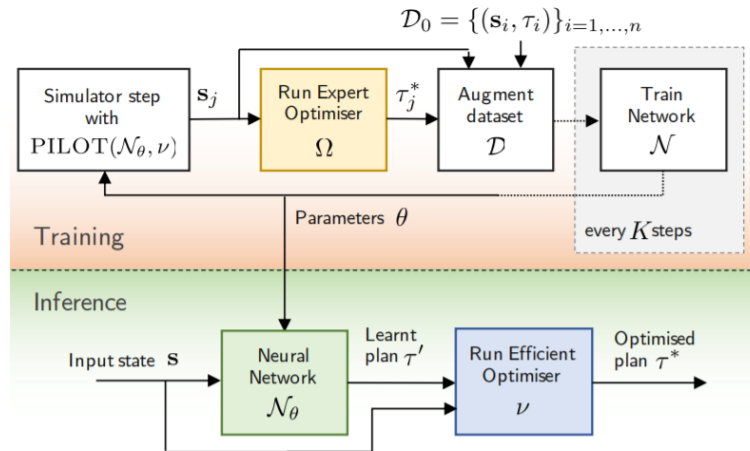 𝒟₀ = {(𝐬ᵢ, τᵢ)}ᵢ₌₁,...,ₙ
Simulator step
with
PILOT(𝒩_θ, ν)
𝐬ⱼ
Run Expert
Optimiser
Ω
τⱼ*
Augment
dataset
𝒟
Train
Network
𝒩
every K steps
Parameters θ
Training
Inference
Input state 𝐬
Neural
Network
𝒩_θ
Learnt
plan τ′
Run Efficient
Optimiser
ν
Optimised
plan τ*